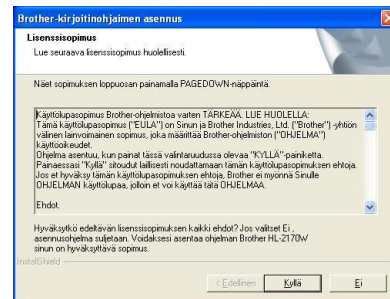 Brother-kirjoitinohjaimen asennus
Lisenssisopimus
Lue seuraava lisenssisopimus huolellisesti.
Näet sopimuksen loppuosan painamalla PAGEDOWN-näppäintä.
Käyttölupasopimus Brother-ohjelmistoa varten TÄRKEÄÄ. LUE HUOLELLA:
Tämä käyttölupasopimus ("EULA") on Sinun ja Brother Industries, Ltd. ("Brother") -yhtiön
välinen lainvoimainen sopimus, joka määrittää Brother-ohjelmiston ("OHJELMA")
käyttöoikeudet.
Ohjelma asentuu, kun painat tässä valintaruudussa olevaa "KYLLÄ"-painiketta.
Painaessasi "Kyllä" sitoudut laillisesti noudattamaan tämän käyttölupasopimuksen ehtoja.
Jos et hyväksy tämän käyttölupasopimuksen ehtoja, Brother ei myönnä Sinulle
OHJELMAN käyttölupaa, jolloin et voi käyttää tätä OHJELMAA.
Ehdot.
Hyväksytkö edeltävän lisenssisopimuksen kaikki ehdot? Jos valitset Ei ,
asennusohjelma suljetaan. Voidaksesi asentaa ohjelman Brother HL-2170W
sinun on hyväksyttävä sopimus.
InstallShield
< Edellinen Kyllä Ei